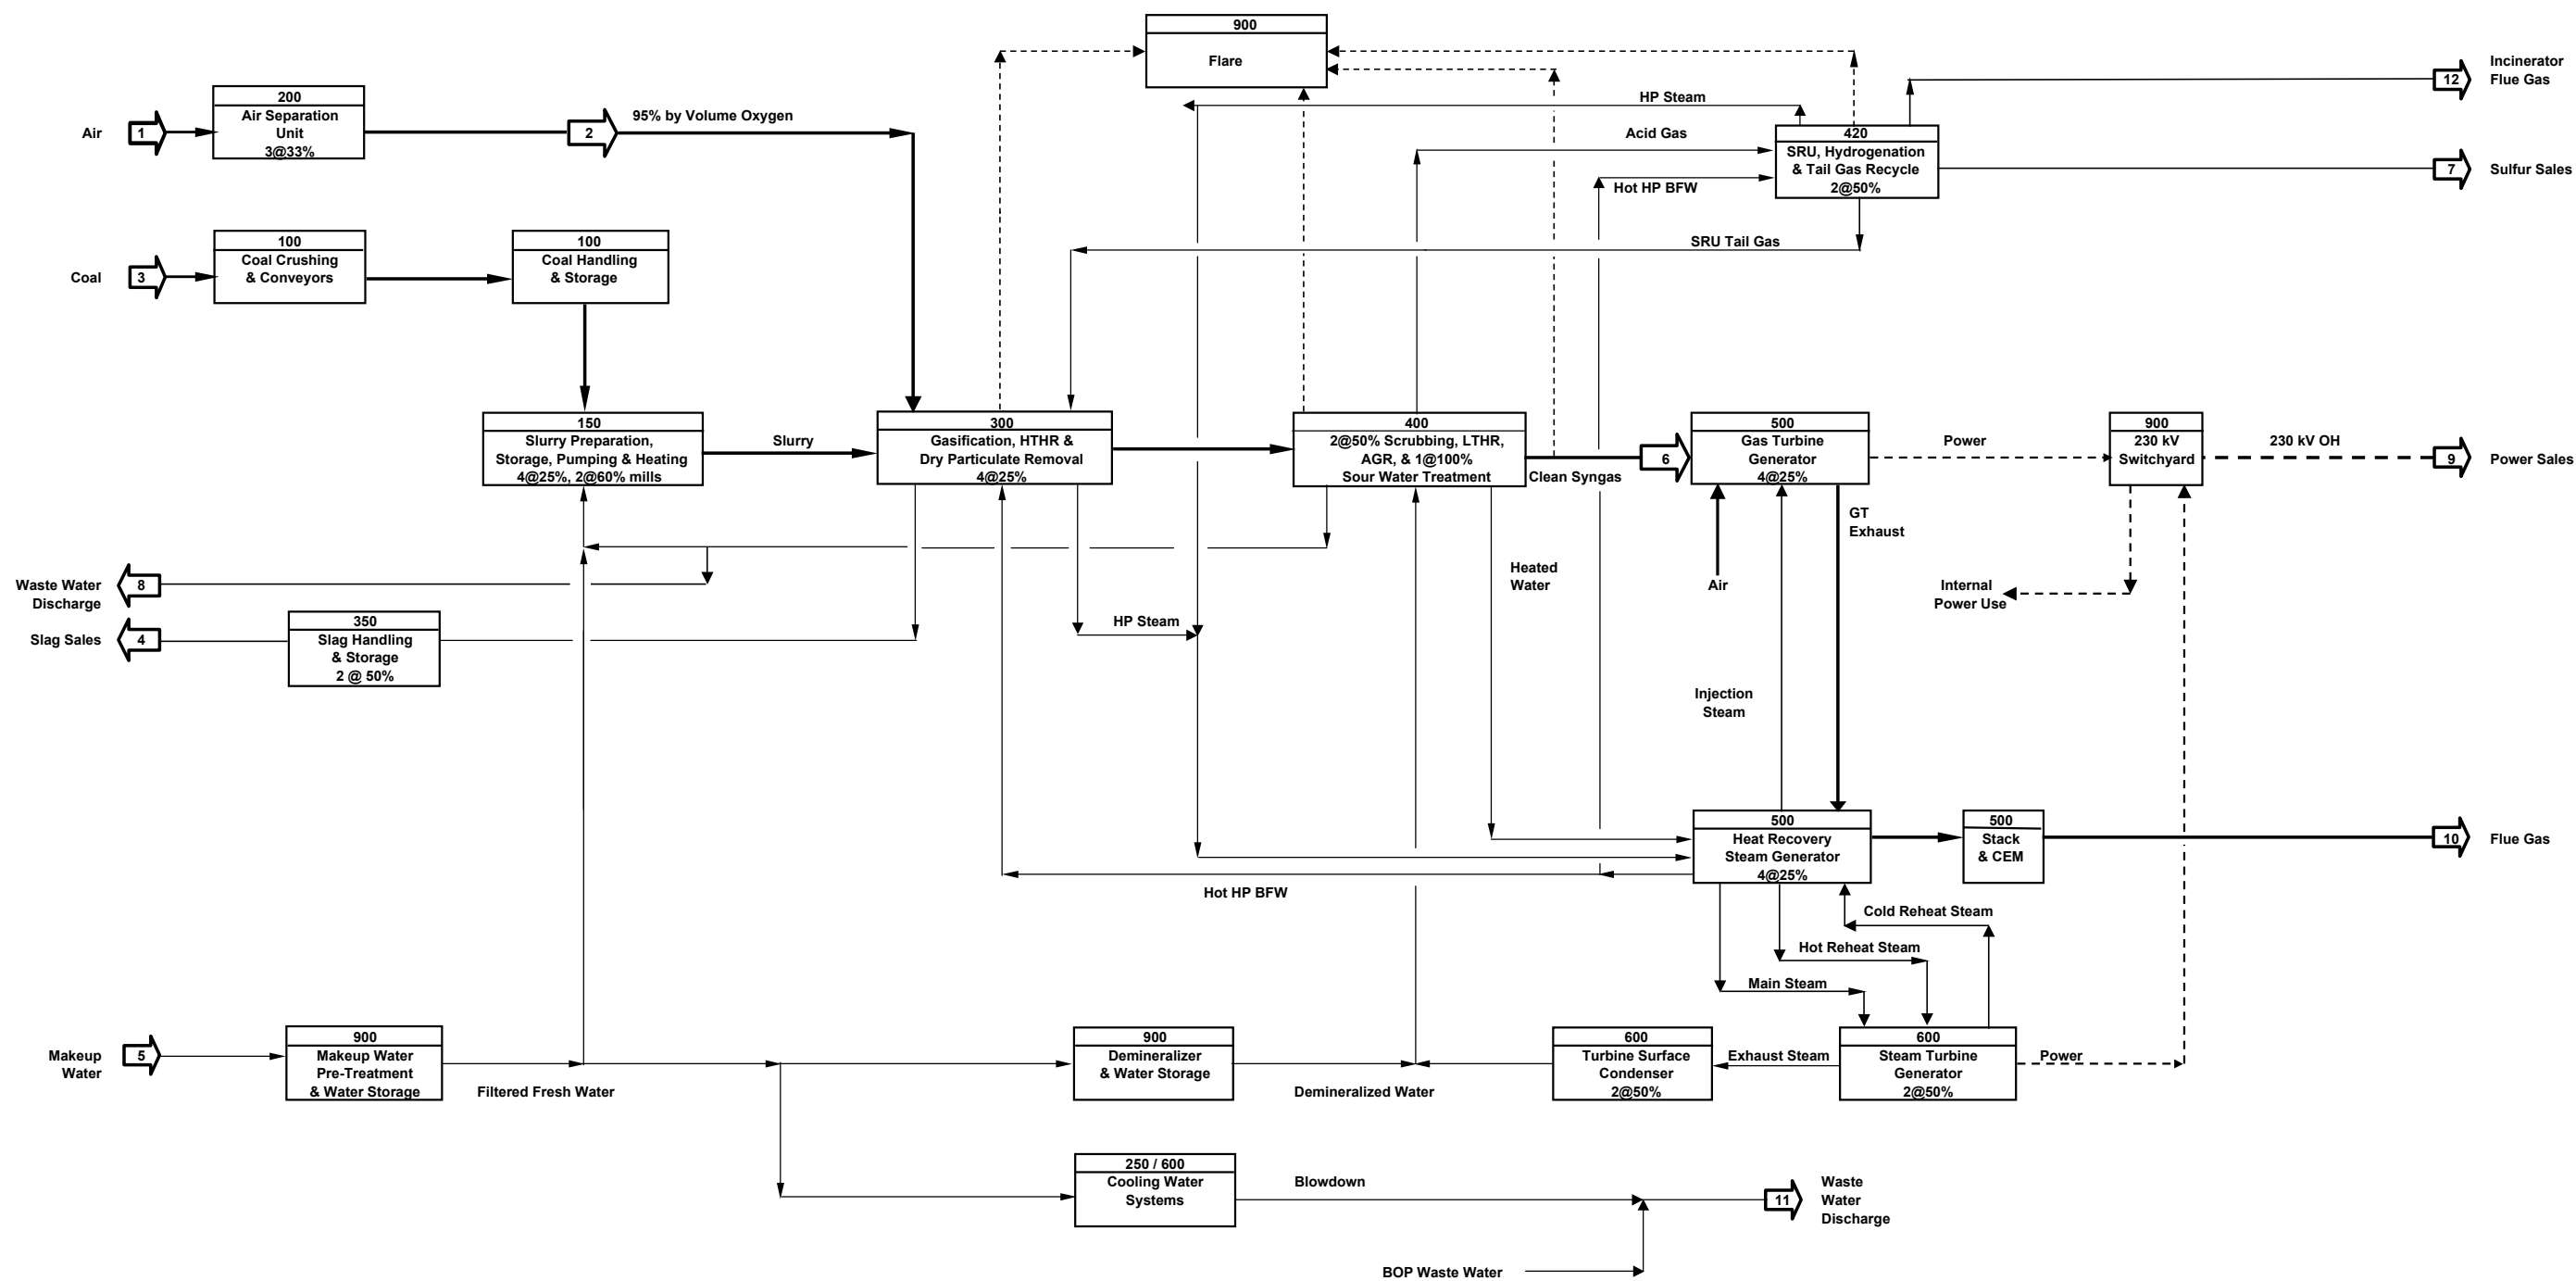 900
Flare
Incinerator
Flue Gas
12
HP Steam
200
Air Separation
Unit
3@33%
Air
1
2
95% by Volume Oxygen
Acid Gas
420
SRU, Hydrogenation
& Tail Gas Recycle
2@50%
7
Sulfur Sales
Hot HP BFW
SRU Tail Gas
Coal
3
100
Coal Crushing
& Conveyors
100
Coal Handling
& Storage
150
Slurry Preparation,
Storage, Pumping & Heating
4@25%, 2@60% mills
Slurry
300
Gasification, HTHR &
Dry Particulate Removal
4@25%
400
2@50% Scrubbing, LTHR,
AGR, & 1@100%
Sour Water Treatment
Clean Syngas
6
500
Gas Turbine
Generator
4@25%
Power
900
230 kV
Switchyard
230 kV OH
9
Power Sales
GT
Exhaust
Heated
Water
Air
Internal
Power Use
Waste Water
Discharge
8
Slag Sales
4
350
Slag Handling
& Storage
2 @ 50%
HP Steam
Injection
Steam
500
Heat Recovery
Steam Generator
4@25%
500
Stack
& CEM
10
Flue Gas
Hot HP BFW
Cold Reheat Steam
Hot Reheat Steam
Main Steam
Makeup
Water
5
900
Makeup Water
Pre-Treatment
& Water Storage
Filtered Fresh Water
900
Demineralizer
& Water Storage
Demineralized Water
600
Turbine Surface
Condenser
2@50%
Exhaust Steam
600
Steam Turbine
Generator
2@50%
Power
250 / 600
Cooling Water
Systems
Blowdown
11
Waste
Water
Discharge
BOP Waste Water